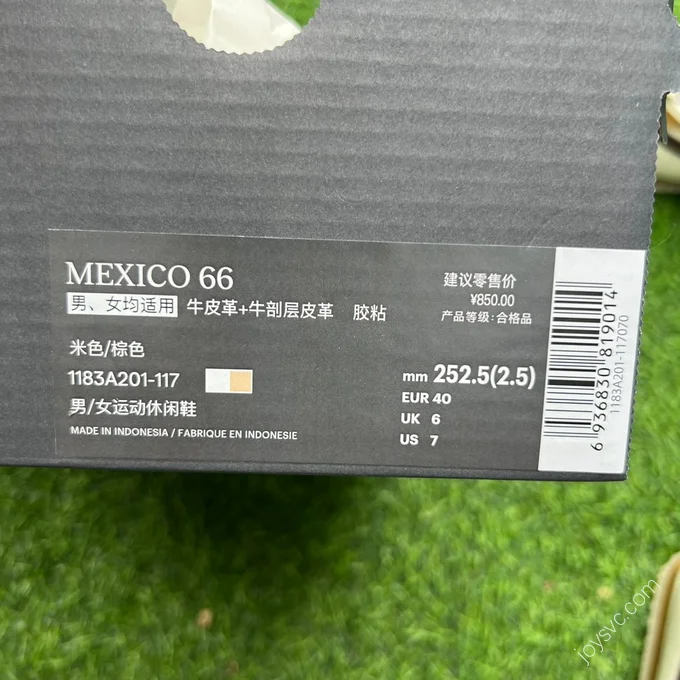 MEXICO 66
男、女均适用 牛皮革+牛剖层皮革 胶粘
米色/棕色
1183A201-117
男/女运动休闲鞋
MADE IN INDONESIA / FABRIQUE EN INDONESIE
建议零售价
¥850.00
产品等级:合格品
mm 252.5(2.5)
EUR 40
UK 6
US 7
6 936830 819014
1183A201-117070
joysvc.com